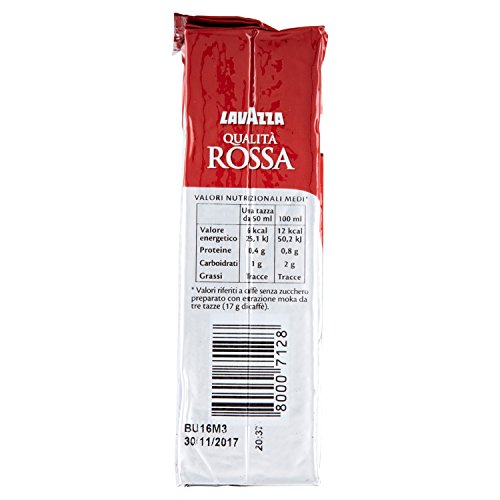 LAVAZZA
QUALITÀ
ROSSA
VALORI NUTRIZIONALI MEDI*
Una tazza da 50 ml 100 ml
Valore energetico 6 kcal 25,1 kJ 12 kcal 50,2 kJ
Proteine 0,4 g 0,8 g
Carboidrati 1 g 2 g
Grassi Tracce Tracce
* Valori riferiti a caffè senza zucchero
preparato con estrazione moka da
tre tazze (17 g di caffè).
8000 7128
BU16M3
30/11/2017
20:37